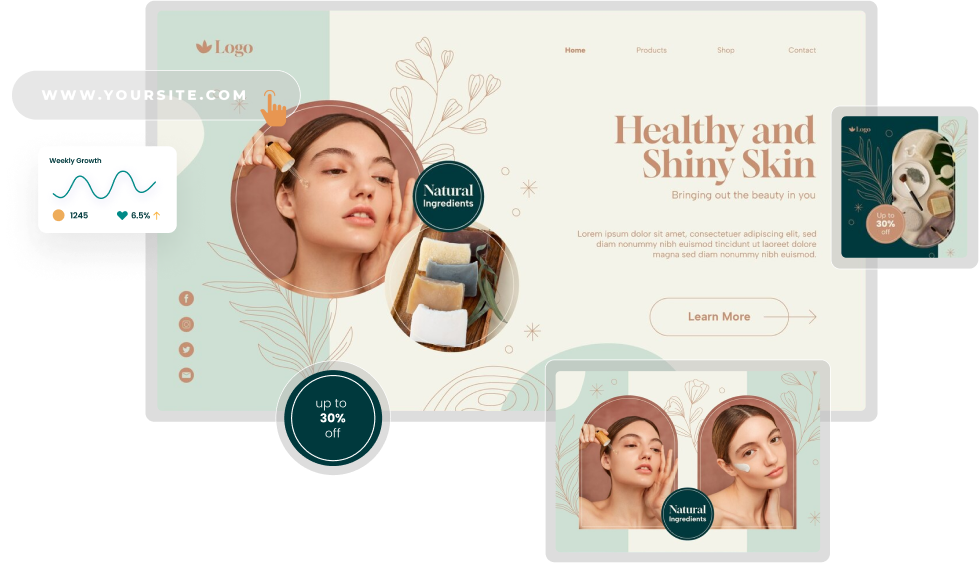 Logo
Home Products Shop Contact
WWW.YOURSITE.COM
Weekly Growth
1245 6.5%
Healthy and
Shiny Skin
Bringing out the beauty in you
Lorem ipsum dolor sit amet, consectetuer adipiscing elit, sed
diam nonummy nibh euismod tincidunt ut laoreet dolore
magna sed diam nonummy nibh euismod.
Learn More
Natural
Ingredients
up to
30%
off
Logo
Up to
30%
off
Natural
Ingredients